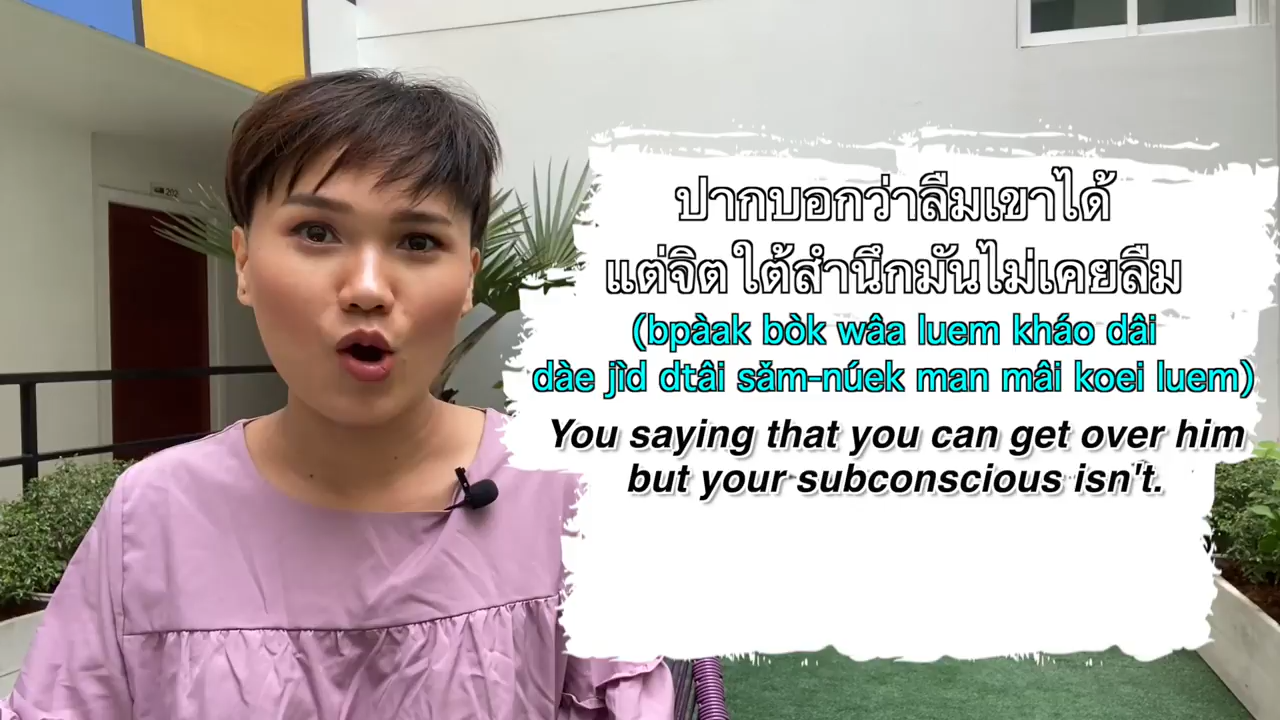 202
ปากบอกว่าลืมเขาได้
แต่จิตใต้สำนึกมันไม่เคยลืม
(bpàak bòk wâa luem kháo dâi
dàe jìd dtâi sǎm-núek man mâi koei luem)
You saying that you can get over him
but your subconscious isn't.